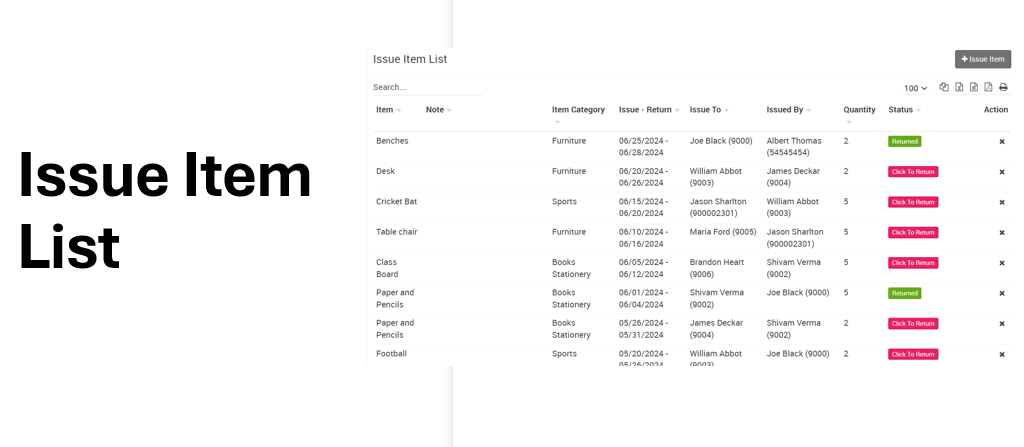 Issue Item
List
Issue Item List
Issue Item
Search...
100
Item Note Item Category Issue - Return Issue To Issued By Quantity Status Action
Benches Furniture 06/25/2024 - Joe Black (9000) Albert Thomas 2 Returned
06/28/2024 (54545454)
Desk Furniture 06/20/2024 - William Abbot James Deckar 2 Click To Return
06/26/2024 (9003) (9004)
Cricket Bat Sports 06/15/2024 - Jason Sharlton William Abbot 5 Click To Return
06/20/2024 (900002301) (9003)
Table chair Furniture 06/10/2024 - Maria Ford (9005) Jason Sharlton 5 Click To Return
06/16/2024 (900002301)
Class Books 06/05/2024 - Brandon Heart Shivam Verma 5 Click To Return
Board Stationery 06/12/2024 (9006) (9002)
Paper and Books 06/01/2024 - Shivam Verma Joe Black (9000) 5 Returned
Pencils Stationery 06/04/2024 (9002)
Paper and Books 05/26/2024 - James Deckar Shivam Verma 2 Click To Return
Pencils Stationery 05/31/2024 (9004) (9002)
Football Sports 05/20/2024 - William Abbot Joe Black (9000) 2 Click To Return
05/26/2024 (9003)